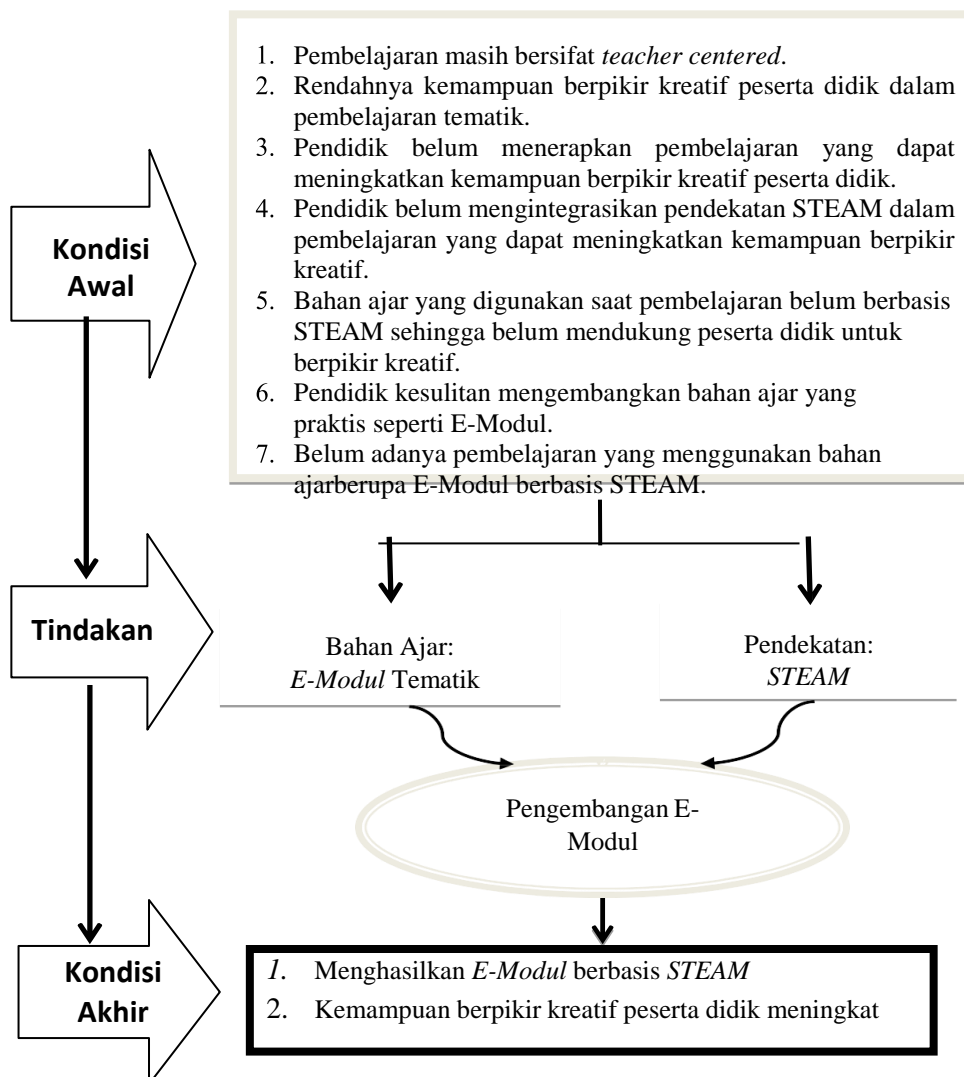 1. Pembelajaran masih bersifat teacher centered.
2. Rendahnya kemampuan berpikir kreatif peserta didik dalam
pembelajaran tematik.
3. Pendidik belum menerapkan pembelajaran yang dapat
meningkatkan kemampuan berpikir kreatif peserta didik.
4. Pendidik belum mengintegrasikan pendekatan STEAM dalam
pembelajaran yang dapat meningkatkan kemampuan berpikir
kreatif.
5. Bahan ajar yang digunakan saat pembelajaran belum berbasis
STEAM sehingga belum mendukung peserta didik untuk
berpikir kreatif.
6. Pendidik kesulitan mengembangkan bahan ajar yang
praktis seperti E-Modul.
7. Belum adanya pembelajaran yang menggunakan bahan
ajarberupa E-Modul berbasis STEAM.
Kondisi
Awal
Tindakan
Bahan Ajar:
E-Modul Tematik
Pendekatan:
STEAM
Pengembangan E-
Modul
Kondisi
Akhir
1. Menghasilkan E-Modul berbasis STEAM
2. Kemampuan berpikir kreatif peserta didik meningkat